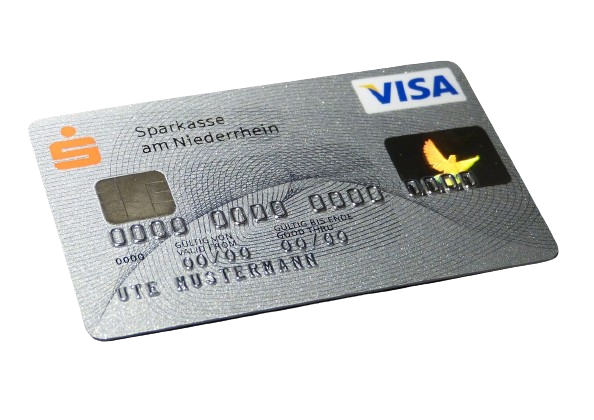 VISA
Sparkasse
am Niederrhein
0000 0000 0000 0000
0000
GÜLTIG VON
VALID FROM
99/99
GÜLTIG BIS ENDE
GOOD THRU
99/99
UTE MUSTERMANN